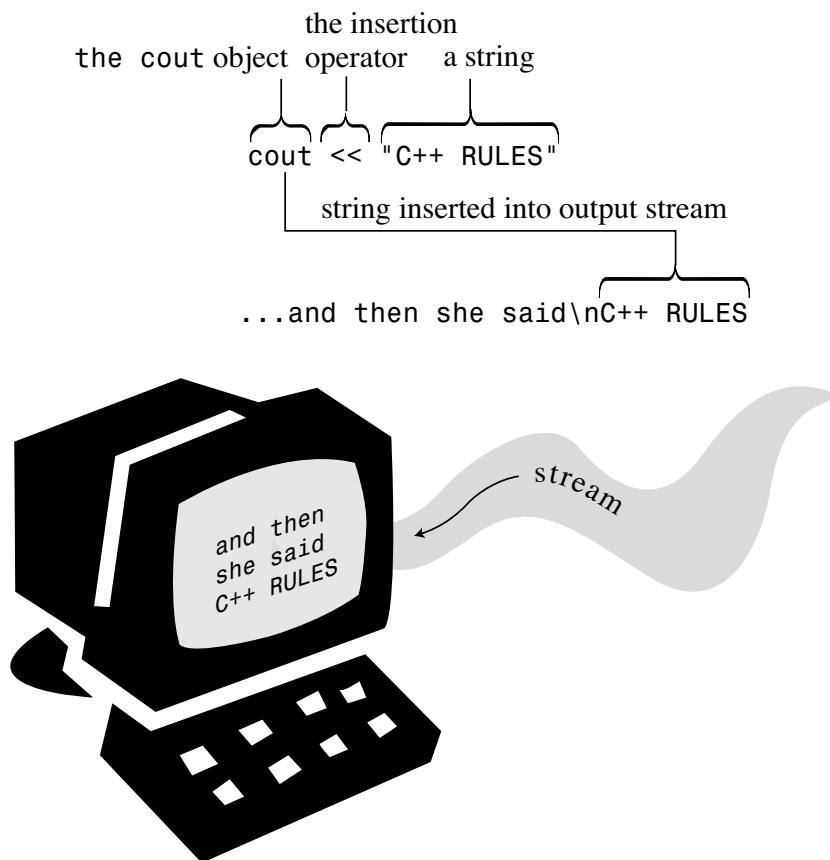 the insertion
the cout object operator a string
cout << "C++ RULES"
string inserted into output stream
...and then she said\nC++ RULES
stream
and then
she said
C++ RULES